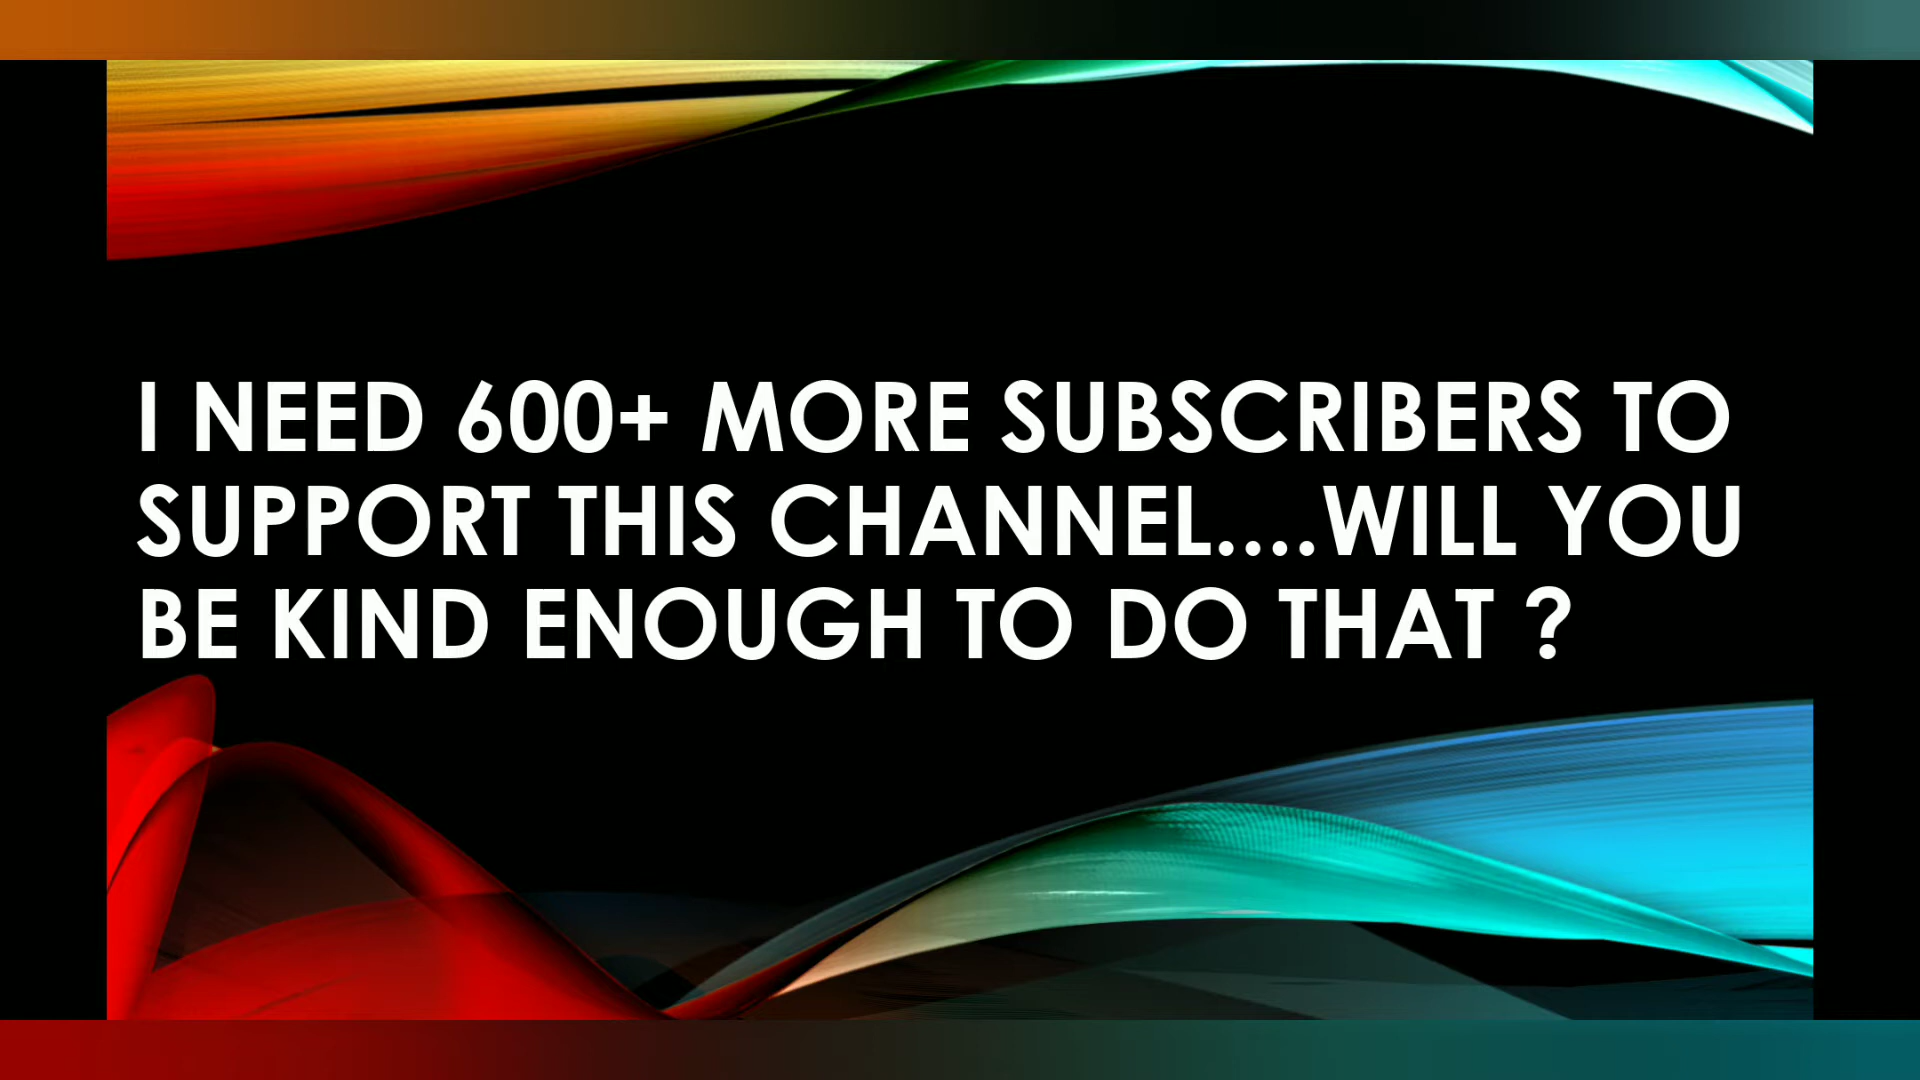 I NEED 600+ MORE SUBSCRIBERS TO
SUPPORT THIS CHANNEL....WILL YOU
BE KIND ENOUGH TO DO THAT ?